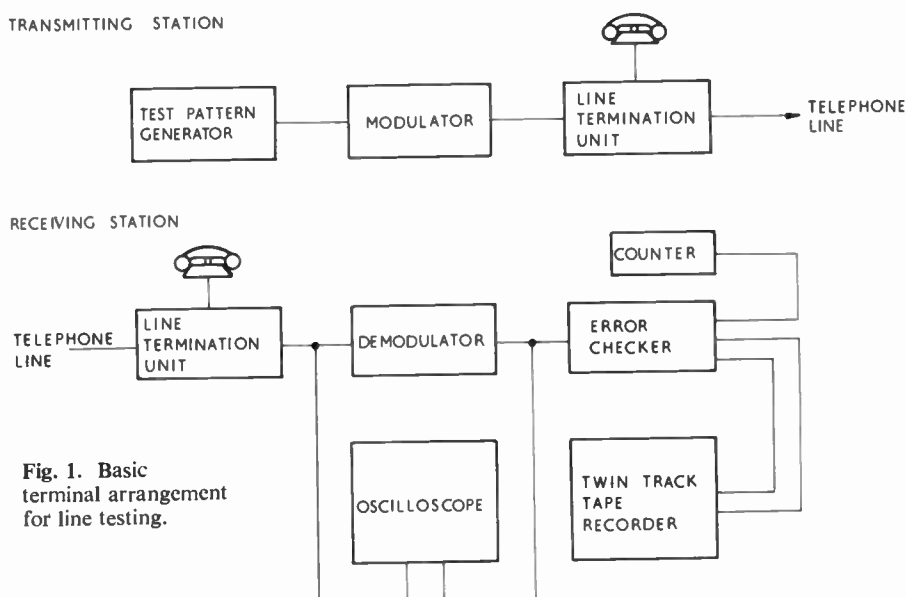 TRANSMITTING STATION
TEST PATTERN
GENERATOR
MODULATOR
LINE
TERMINATION
UNIT
TELEPHONE
LINE
RECEIVING STATION
TELEPHONE
LINE
LINE
TERMINATION
UNIT
DEMODULATOR
COUNTER
ERROR
CHECKER
OSCILLOSCOPE
TWIN TRACK
TAPE
RECORDER
Fig. 1. Basic
terminal arrangement
for line testing.